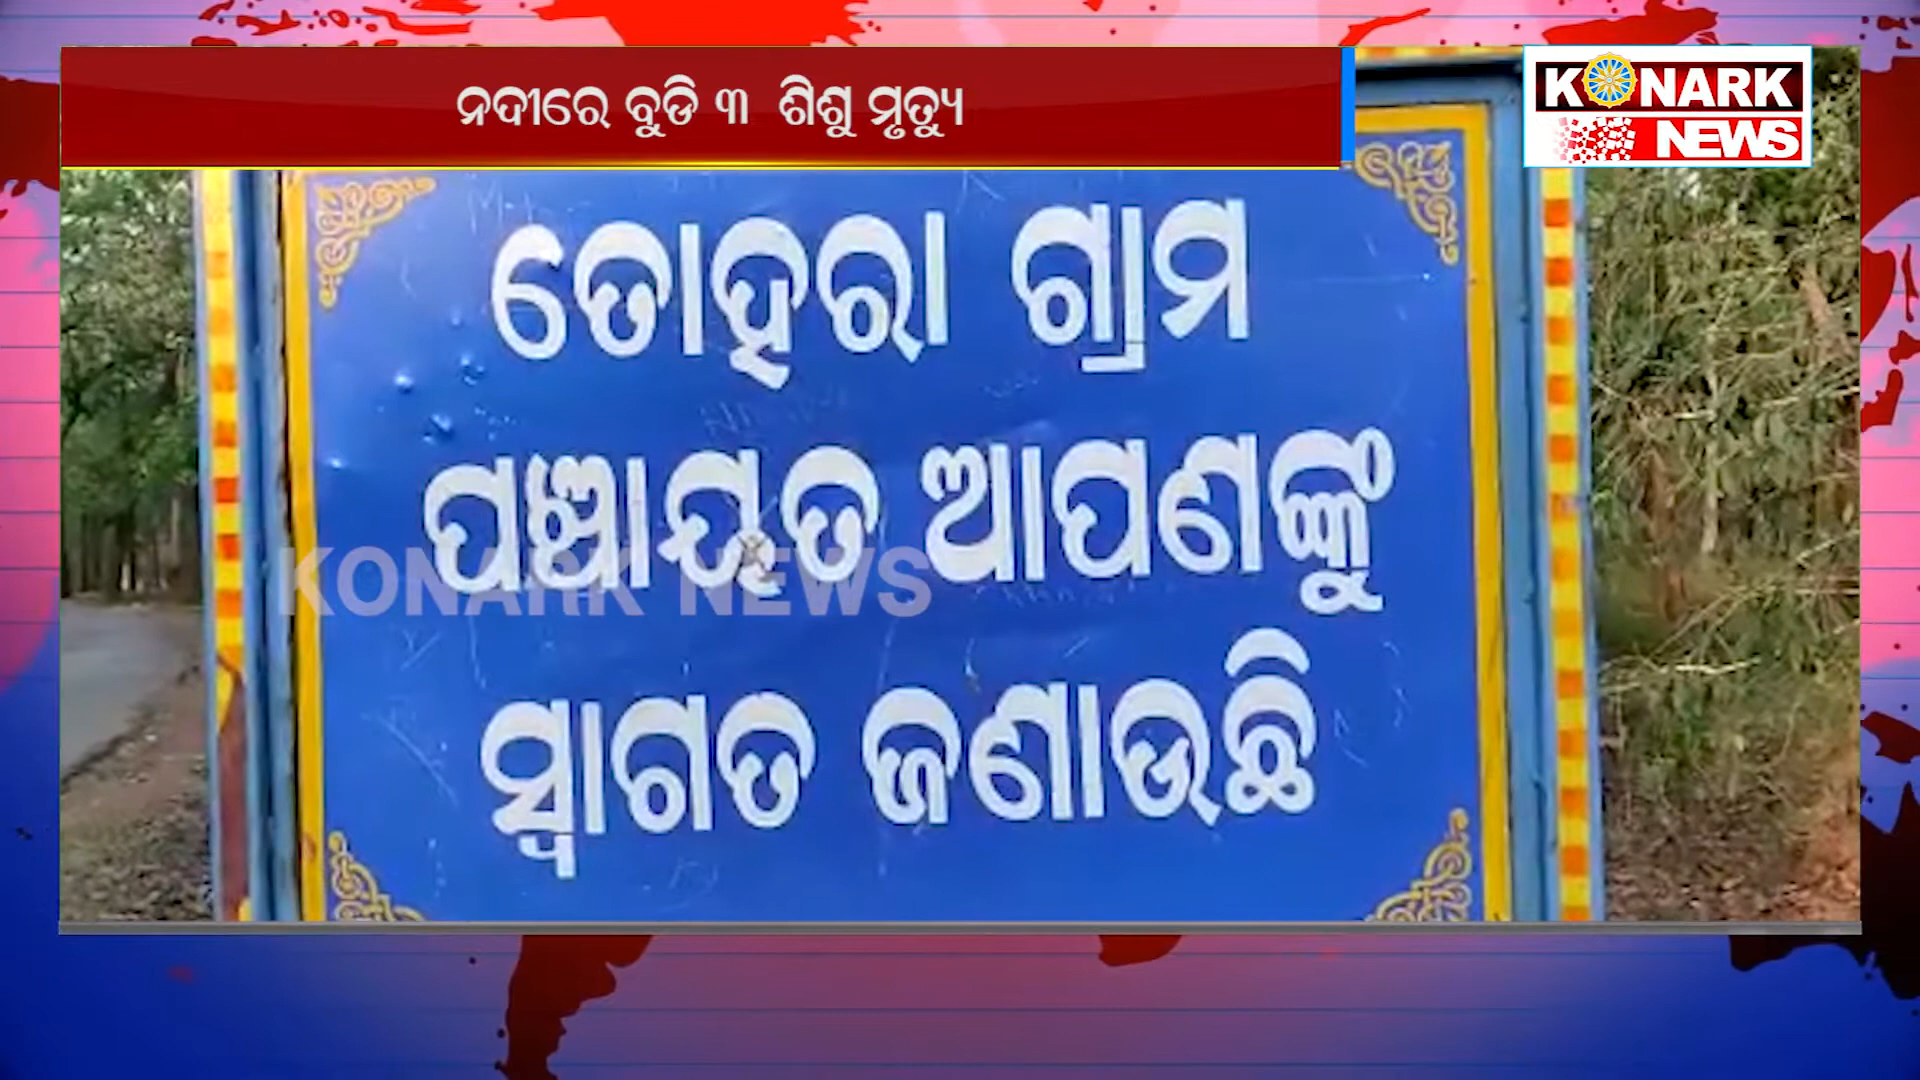 ନଦୀରେ ବୁଡି ୩ ଶିଶୁ ମୃତ୍ୟୁ
KONARK
NEWS
ତୋହରା ଗ୍ରାମ
ପଞ୍ଚାୟତ ଆପଣଙ୍କୁ
KONARK NEWS
ସ୍ଵାଗତ ଜଣାଉଛି